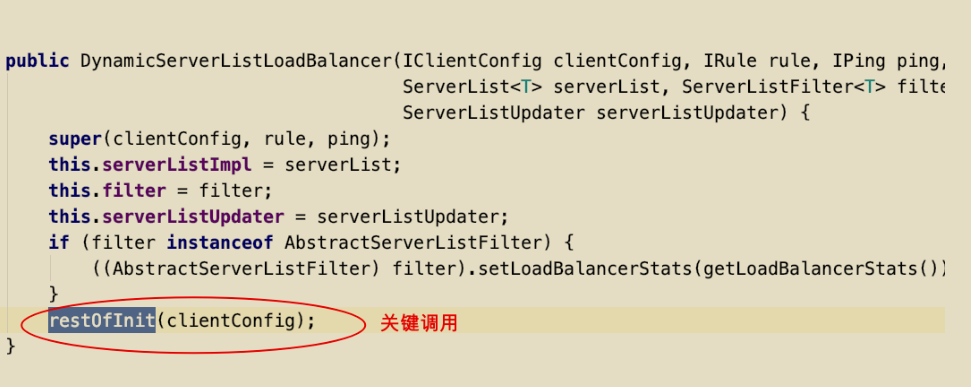 public DynamicServerListLoadBalancer(IClientConfig clientConfig, IRule rule, IPing ping,
ServerList<T> serverList, ServerListFilter<T> filte
ServerListUpdater serverListUpdater) {
super(clientConfig, rule, ping);
this.serverListImpl = serverList;
this.filter = filter;
this.serverListUpdater = serverListUpdater;
if (filter instanceof AbstractServerListFilter) {
((AbstractServerListFilter) filter).setLoadBalancerStats(getLoadBalancerStats())
}
restOfInit(clientConfig); 关键调用
}